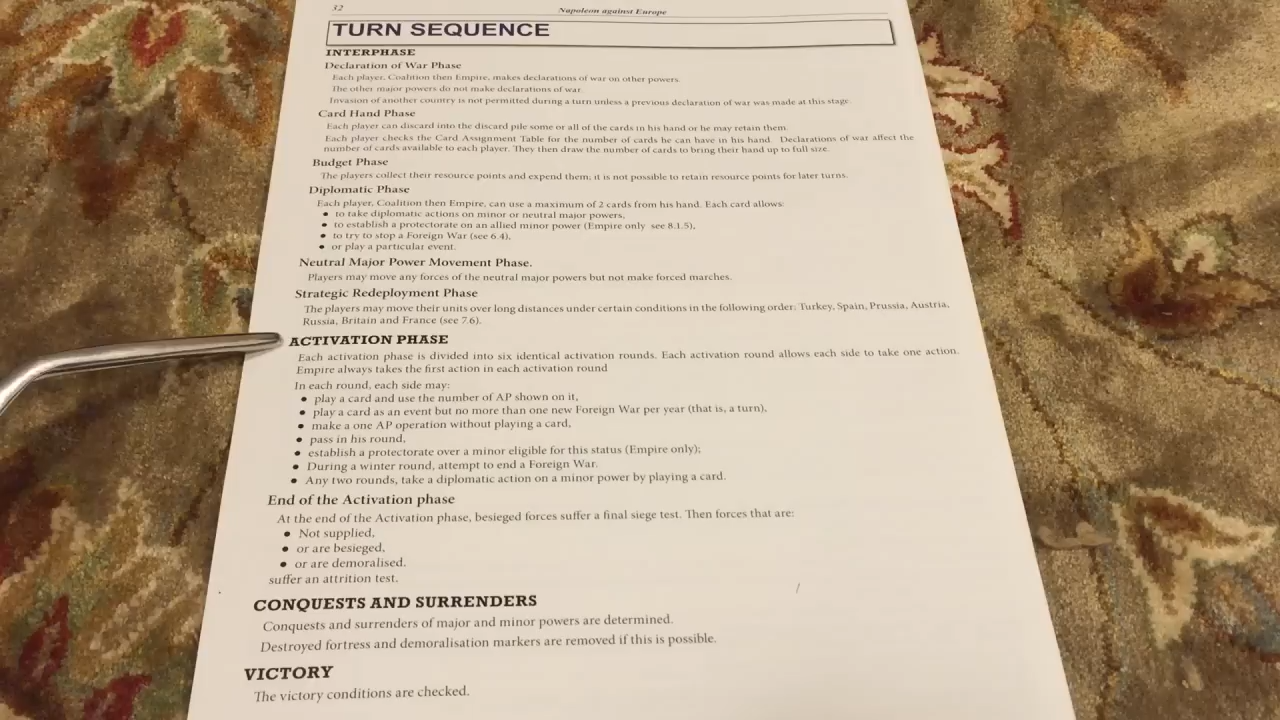 32
Napoleon against Europe
TURN SEQUENCE
INTERPHASE
Declaration of War Phase
Each player, Coalition then Empire, makes declarations of war on other powers.
The other major powers do not make declarations of war.
Invasion of another country is not permitted during a turn unless a previous declaration of war was made at this stage.
Card Hand Phase
Each player can discard into the discard pile some or all of the cards in his hand or he may retain them.
Each player checks the Card Assignment Table for the number of cards he can have in his hand. Declarations of war affect the
number of cards available to each player. They then draw the number of cards to bring their hand up to full size.
Budget Phase
The players collect their resource points and expend them; it is not possible to retain resource points for later turns.
Diplomatic Phase
Each player, Coalition then Empire, can use a maximum of 2 cards from his hand. Each card allows:
• to take diplomatic actions on minor or neutral major powers,
• to establish a protectorate on an allied minor power (Empire only see 8.1.5),
• to try to stop a Foreign War (see 6.4),
• or play a particular event.
Neutral Major Power Movement Phase.
Players may move any forces of the neutral major powers but not make forced marches.
Strategic Redeployment Phase
The players may move their units over long distances under certain conditions in the following order: Turkey, Spain, Prussia, Austria,
Russia, Britain and France (see 7.6).
ACTIVATION PHASE
Each activation phase is divided into six identical activation rounds. Each activation round allows each side to take one action.
Empire always takes the first action in each activation round
In each round, each side may:
• play a card and use the number of AP shown on it,
• play a card as an event but no more than one new Foreign War per year (that is, a turn),
• make a one AP operation without playing a card,
• pass in his round,
• establish a protectorate over a minor eligible for this status (Empire only);
• During a winter round, attempt to end a Foreign War.
• Any two rounds, take a diplomatic action on a minor power by playing a card.
End of the Activation phase
At the end of the Activation phase, besieged forces suffer a final siege test. Then forces that are:
• Not supplied,
• or are besieged,
• or are demoralised.
suffer an attrition test.
CONQUESTS AND SURRENDERS
Conquests and surrenders of major and minor powers are determined.
Destroyed fortress and demoralisation markers are removed if this is possible.
VICTORY
The victory conditions are checked.